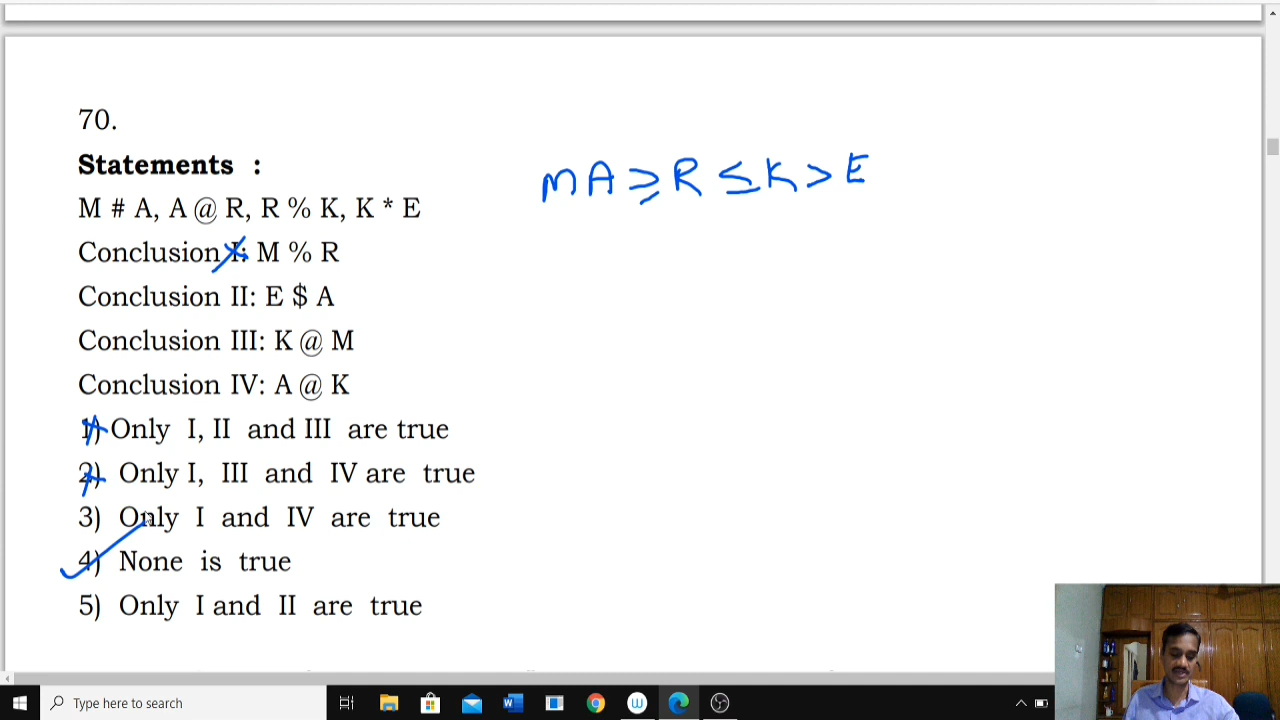 70.
Statements :
M A ≥ R ≤ K > E
M # A, A @ R, R % K, K * E
Conclusion I: M % R
Conclusion II: E $ A
Conclusion III: K @ M
Conclusion IV: A @ K
1) Only I, II and III are true
2) Only I, III and IV are true
3) Only I and IV are true
4) None is true
5) Only I and II are true
Type here to search